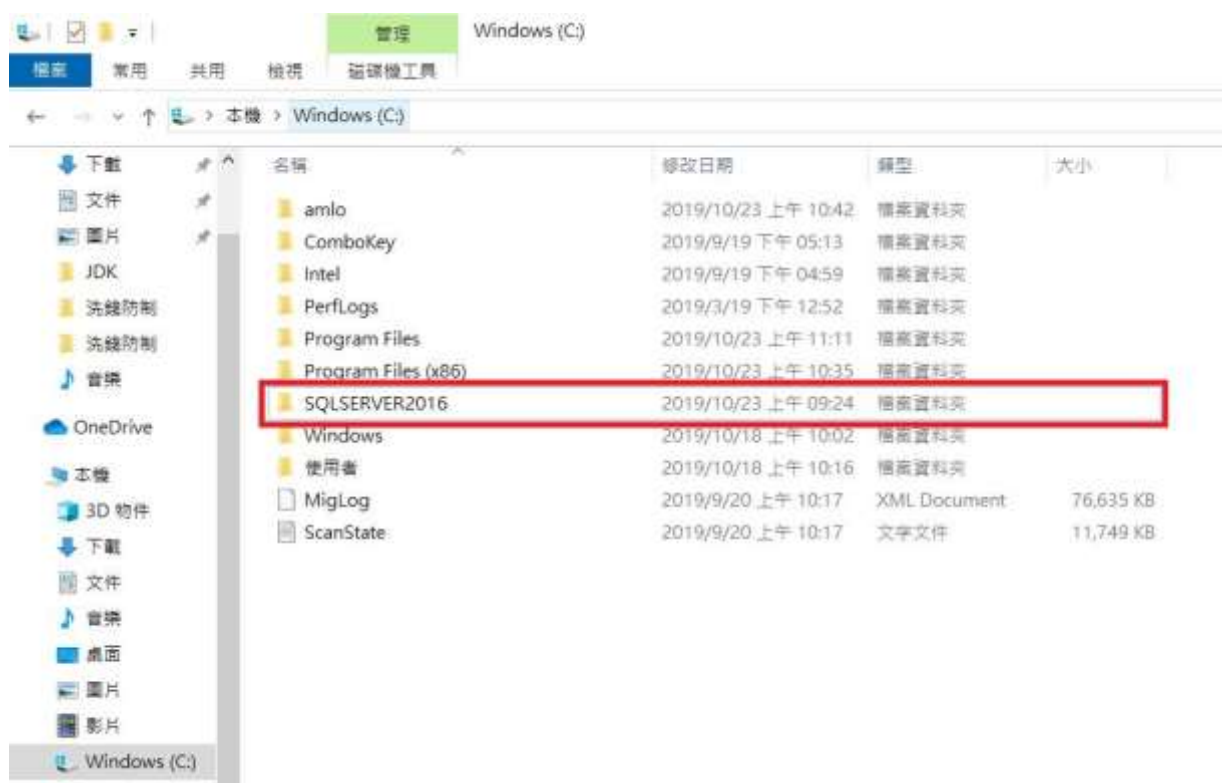 管理 Windows (C:)
檔案 常用 共用 檢視 磁碟機工具
本機 > Windows (C:)
名稱 修改日期 類型 大小
下載
文件
圖片
JDK
洗錢防制
洗錢防制
音樂
OneDrive
本機
3D 物件
下載
文件
音樂
桌面
圖片
影片
Windows (C:)
amlo 2019/10/23 上午 10:42 檔案資料夾
ComboKey 2019/9/19 下午 05:13 檔案資料夾
Intel 2019/9/19 下午 04:59 檔案資料夾
PerfLogs 2019/3/19 下午 12:52 檔案資料夾
Program Files 2019/10/23 上午 11:11 檔案資料夾
Program Files (x86) 2019/10/23 上午 10:35 檔案資料夾
SQLSERVER2016 2019/10/23 上午 09:24 檔案資料夾
Windows 2019/10/18 上午 10:02 檔案資料夾
使用者 2019/10/18 上午 10:16 檔案資料夾
MigLog 2019/9/20 上午 10:17 XML Document 76,635 KB
ScanState 2019/9/20 上午 10:17 文字文件 11,749 KB